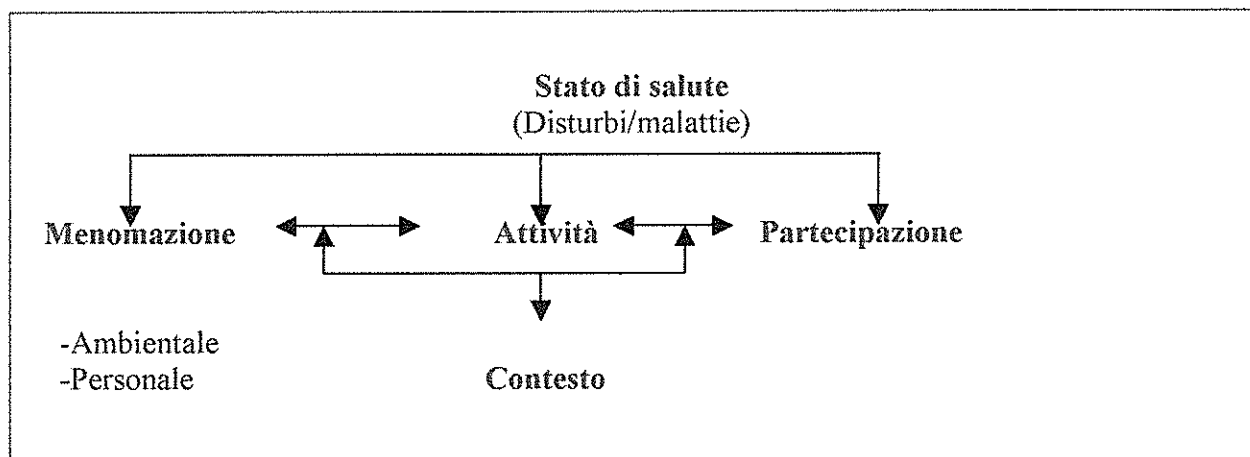 Stato di salute
(Disturbi/malattie)
Menomazione
Attività
Partecipazione
-Ambientale
-Personale
Contesto